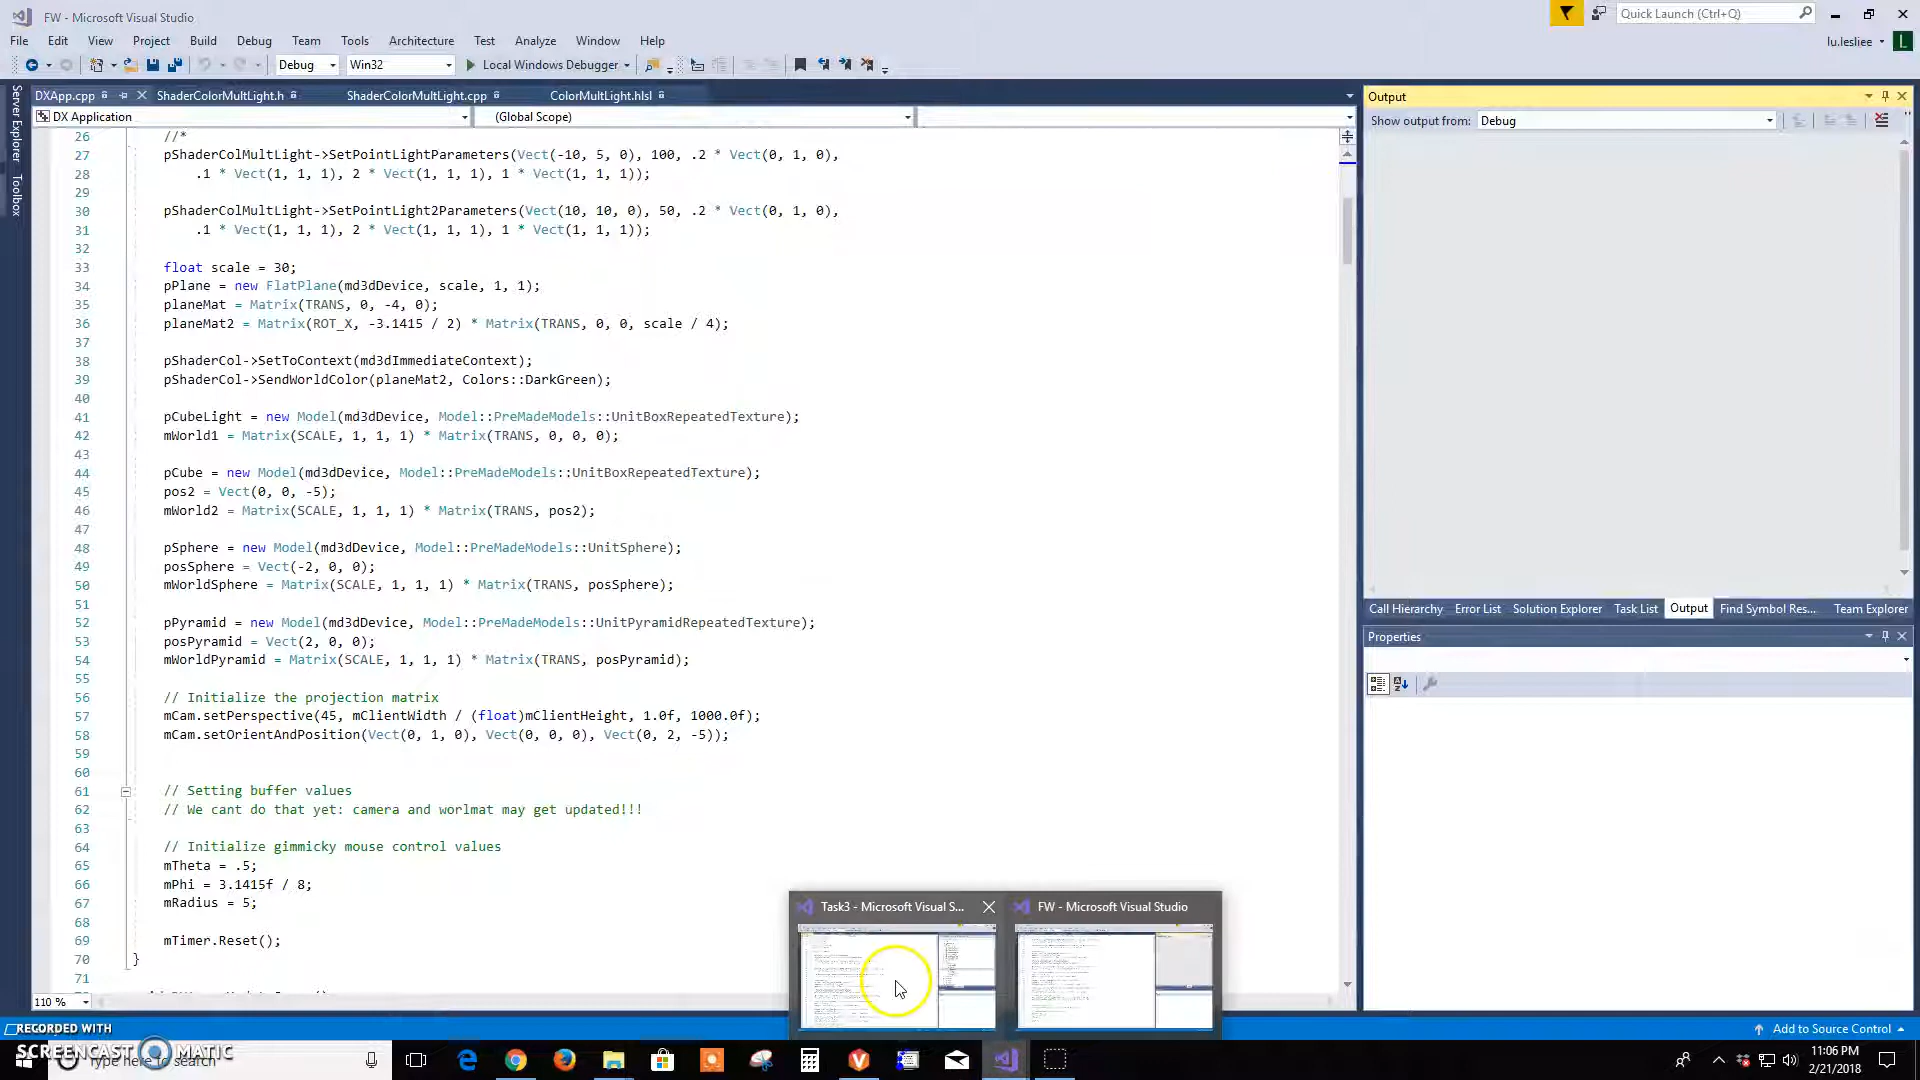 FW - Microsoft Visual Studio
Quick Launch (Ctrl+Q)
File Edit View Project Build Debug Team Tools Architecture Test Analyze Window Help
lu.lesliee
L
Debug Win32 Local Windows Debugger
DXApp.cpp ShaderColorMultLight.h ShaderColorMultLight.cpp ColorMultLight.hlsl
DX Application (Global Scope)
Server Explorer
Toolbox
26 //*
27 pShaderColMultLight->SetPointLightParameters(Vect(-10, 5, 0), 100, .2 * Vect(0, 1, 0),
28 .1 * Vect(1, 1, 1), 2 * Vect(1, 1, 1), 1 * Vect(1, 1, 1));
29
30 pShaderColMultLight->SetPointLight2Parameters(Vect(10, 10, 0), 50, .2 * Vect(0, 1, 0),
31 .1 * Vect(1, 1, 1), 2 * Vect(1, 1, 1), 1 * Vect(1, 1, 1));
32
33 float scale = 30;
34 pPlane = new FlatPlane(md3dDevice, scale, 1, 1);
35 planeMat = Matrix(TRANS, 0, -4, 0);
36 planeMat2 = Matrix(ROT_X, -3.1415 / 2) * Matrix(TRANS, 0, 0, scale / 4);
37
38 pShaderCol->SetToContext(md3dImmediateContext);
39 pShaderCol->SendWorldColor(planeMat2, Colors::DarkGreen);
40
41 pCubeLight = new Model(md3dDevice, Model::PreMadeModels::UnitBoxRepeatedTexture);
42 mWorld1 = Matrix(SCALE, 1, 1, 1) * Matrix(TRANS, 0, 0, 0);
43
44 pCube = new Model(md3dDevice, Model::PreMadeModels::UnitBoxRepeatedTexture);
45 pos2 = Vect(0, 0, -5);
46 mWorld2 = Matrix(SCALE, 1, 1, 1) * Matrix(TRANS, pos2);
47
48 pSphere = new Model(md3dDevice, Model::PreMadeModels::UnitSphere);
49 posSphere = Vect(-2, 0, 0);
50 mWorldSphere = Matrix(SCALE, 1, 1, 1) * Matrix(TRANS, posSphere);
51
52 pPyramid = new Model(md3dDevice, Model::PreMadeModels::UnitPyramidRepeatedTexture);
53 posPyramid = Vect(2, 0, 0);
54 mWorldPyramid = Matrix(SCALE, 1, 1, 1) * Matrix(TRANS, posPyramid);
55
56 // Initialize the projection matrix
57 mCam.setPerspective(45, mClientWidth / (float)mClientHeight, 1.0f, 1000.0f);
58 mCam.setOrientAndPosition(Vect(0, 1, 0), Vect(0, 0, 0), Vect(0, 2, -5));
59
60
61 // Setting buffer values
62 // We cant do that yet: camera and worlmat may get updated!!!
63
64 // Initialize gimmicky mouse control values
65 mTheta = .5;
66 mPhi = 3.1415f / 8;
67 mRadius = 5;
68
69 mTimer.Reset();
70 }
71
110 %
Output
Show output from: Debug
Call Hierarchy Error List Solution Explorer Task List Output Find Symbol Res... Team Explorer
Properties
Task3 - Microsoft Visual S...
FW - Microsoft Visual Studio
Add to Source Control
RECORDED WITH
SCREENCAST MATIC
Type here to search
11:06 PM
2/21/2018